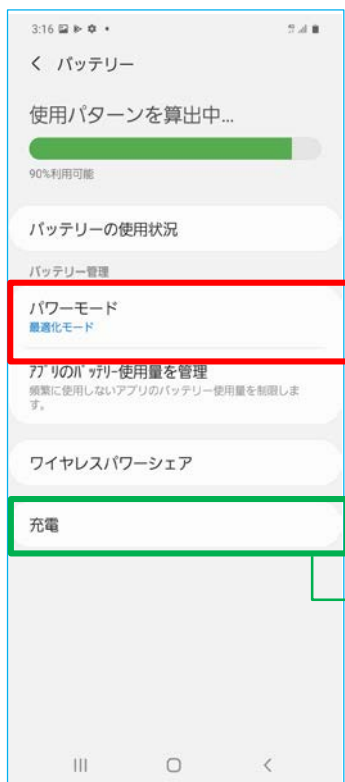 3:16
バッテリー
使用パターンを算出中...
90%利用可能
バッテリーの使用状況
バッテリー管理
パワーモード
最適化モード
ｱﾌﾟﾘのﾊﾞｯﾃﾘｰ使用量を管理
頻繁に使用しないアプリのバッテリー使用量を制限しま
す。
ワイヤレスパワーシェア
充電